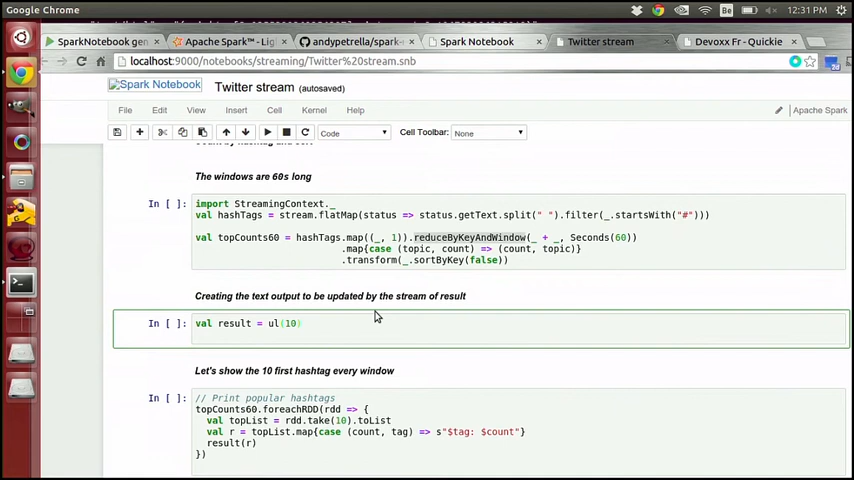 Google Chrome
Be
12:31 PM
SparkNotebook gen
Apache Spark™ - Ligh
andypetrella/spark-
Spark Notebook
Twitter stream
Devoxx Fr - Quickie
localhost:9000/notebooks/streaming/Twitter%20stream.snb
Spark Notebook
Twitter stream (autosaved)
File Edit View Insert Cell Kernel Help
Apache Spark
Code
Cell Toolbar: None
The windows are 60s long
In [ ]:
import StreamingContext._
val hashTags = stream.flatMap(status => status.getText.split(" ").filter(_.startsWith("#")))
val topCounts60 = hashTags.map((_, 1)).reduceByKeyAndWindow(_ + _, Seconds(60))
.map{case (topic, count) => (count, topic)}
.transform(_.sortByKey(false))
Creating the text output to be updated by the stream of result
In [ ]:
val result = ul(10)
Let's show the 10 first hashtag every window
In [ ]:
// Print popular hashtags
topCounts60.foreachRDD(rdd => {
val topList = rdd.take(10).toList
val r = topList.map{case (count, tag) => s"$tag: $count"}
result(r)
})